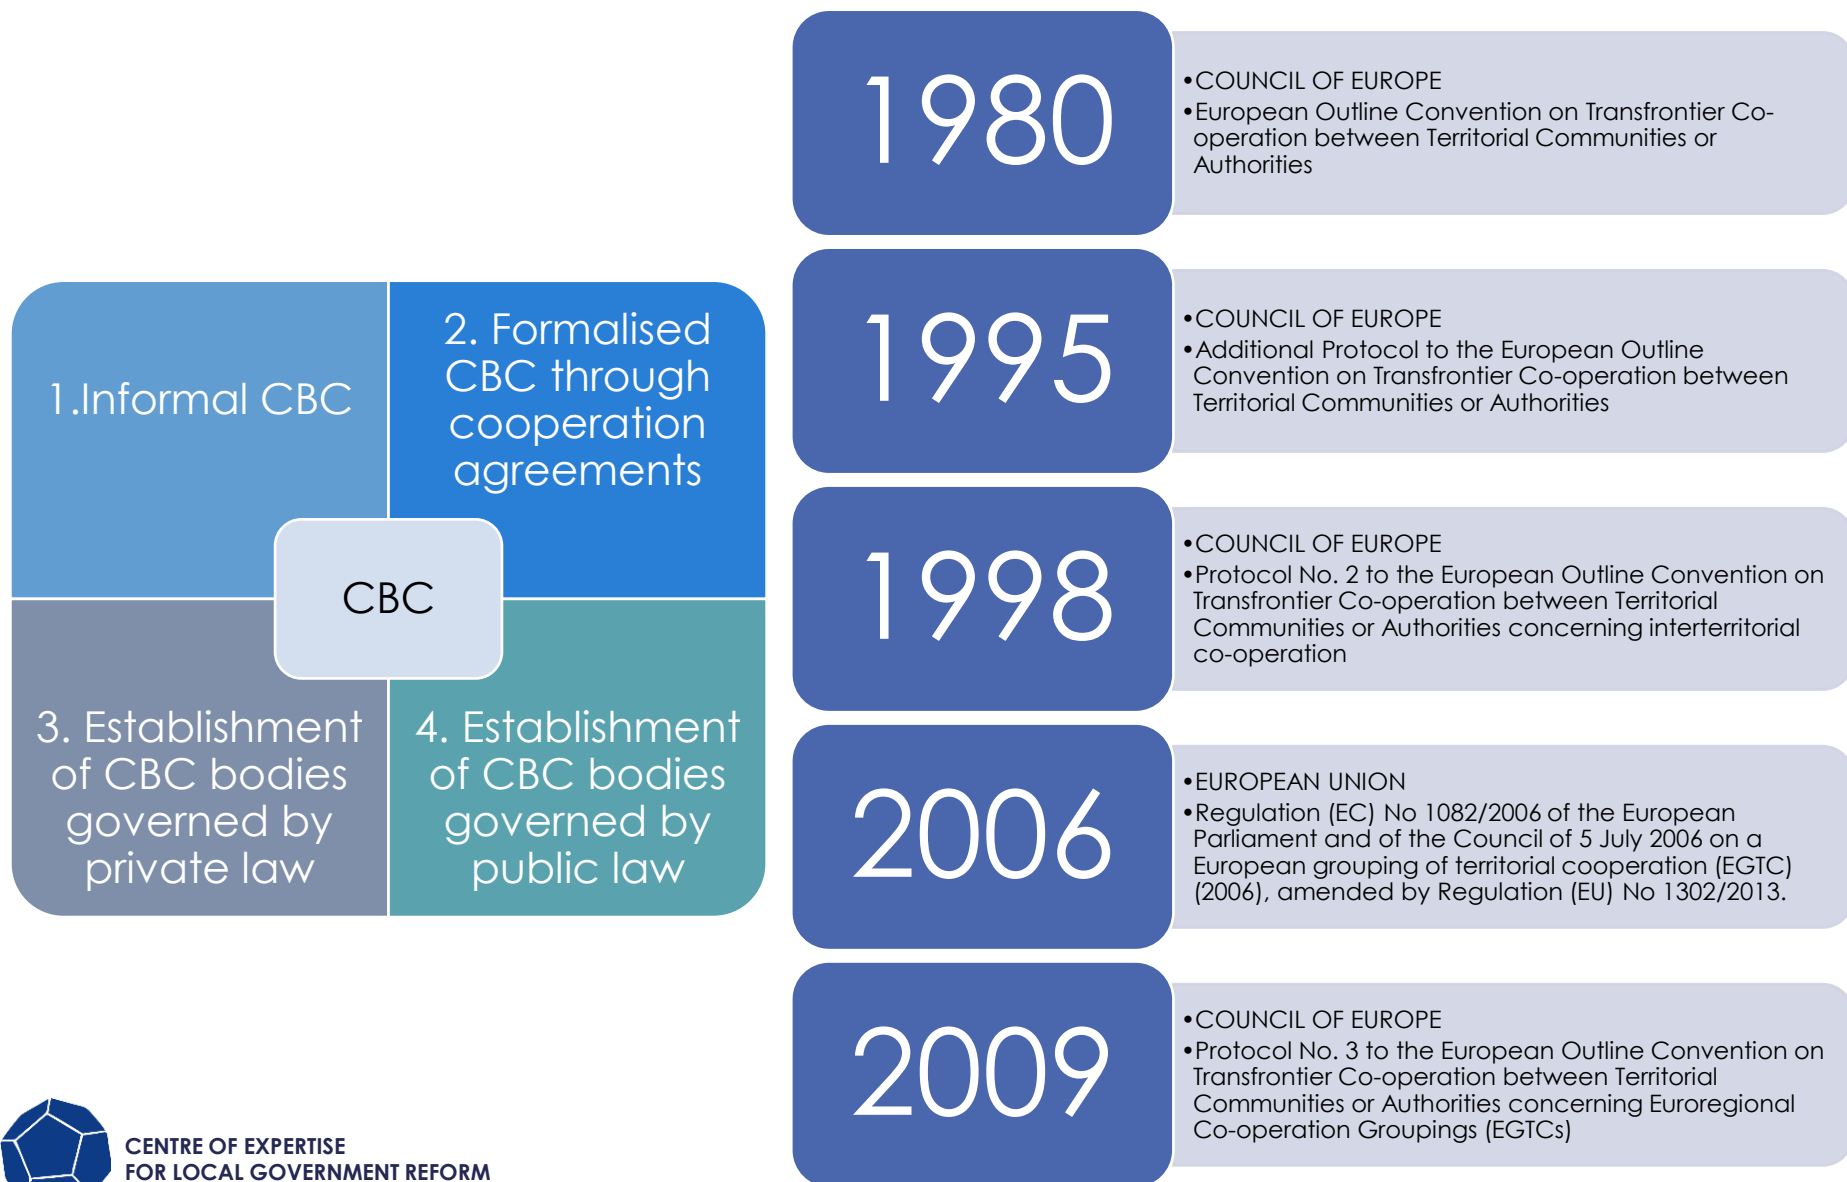 1.Informal CBC
2. Formalised
CBC through
cooperation
agreements
CBC
3. Establishment
of CBC bodies
governed by
private law
4. Establishment
of CBC bodies
governed by
public law
1980
•COUNCIL OF EUROPE
•European Outline Convention on Transfrontier Co-
operation between Territorial Communities or
Authorities
1995
•COUNCIL OF EUROPE
•Additional Protocol to the European Outline
Convention on Transfrontier Co-operation between
Territorial Communities or Authorities
1998
•COUNCIL OF EUROPE
•Protocol No. 2 to the European Outline Convention on
Transfrontier Co-operation between Territorial
Communities or Authorities concerning interterritorial
co-operation
2006
•EUROPEAN UNION
•Regulation (EC) No 1082/2006 of the European
Parliament and of the Council of 5 July 2006 on a
European grouping of territorial cooperation (EGTC)
(2006), amended by Regulation (EU) No 1302/2013.
2009
•COUNCIL OF EUROPE
•Protocol No. 3 to the European Outline Convention on
Transfrontier Co-operation between Territorial
Communities or Authorities concerning Euroregional
Co-operation Groupings (EGTCs)
CENTRE OF EXPERTISE
FOR LOCAL GOVERNMENT REFORM